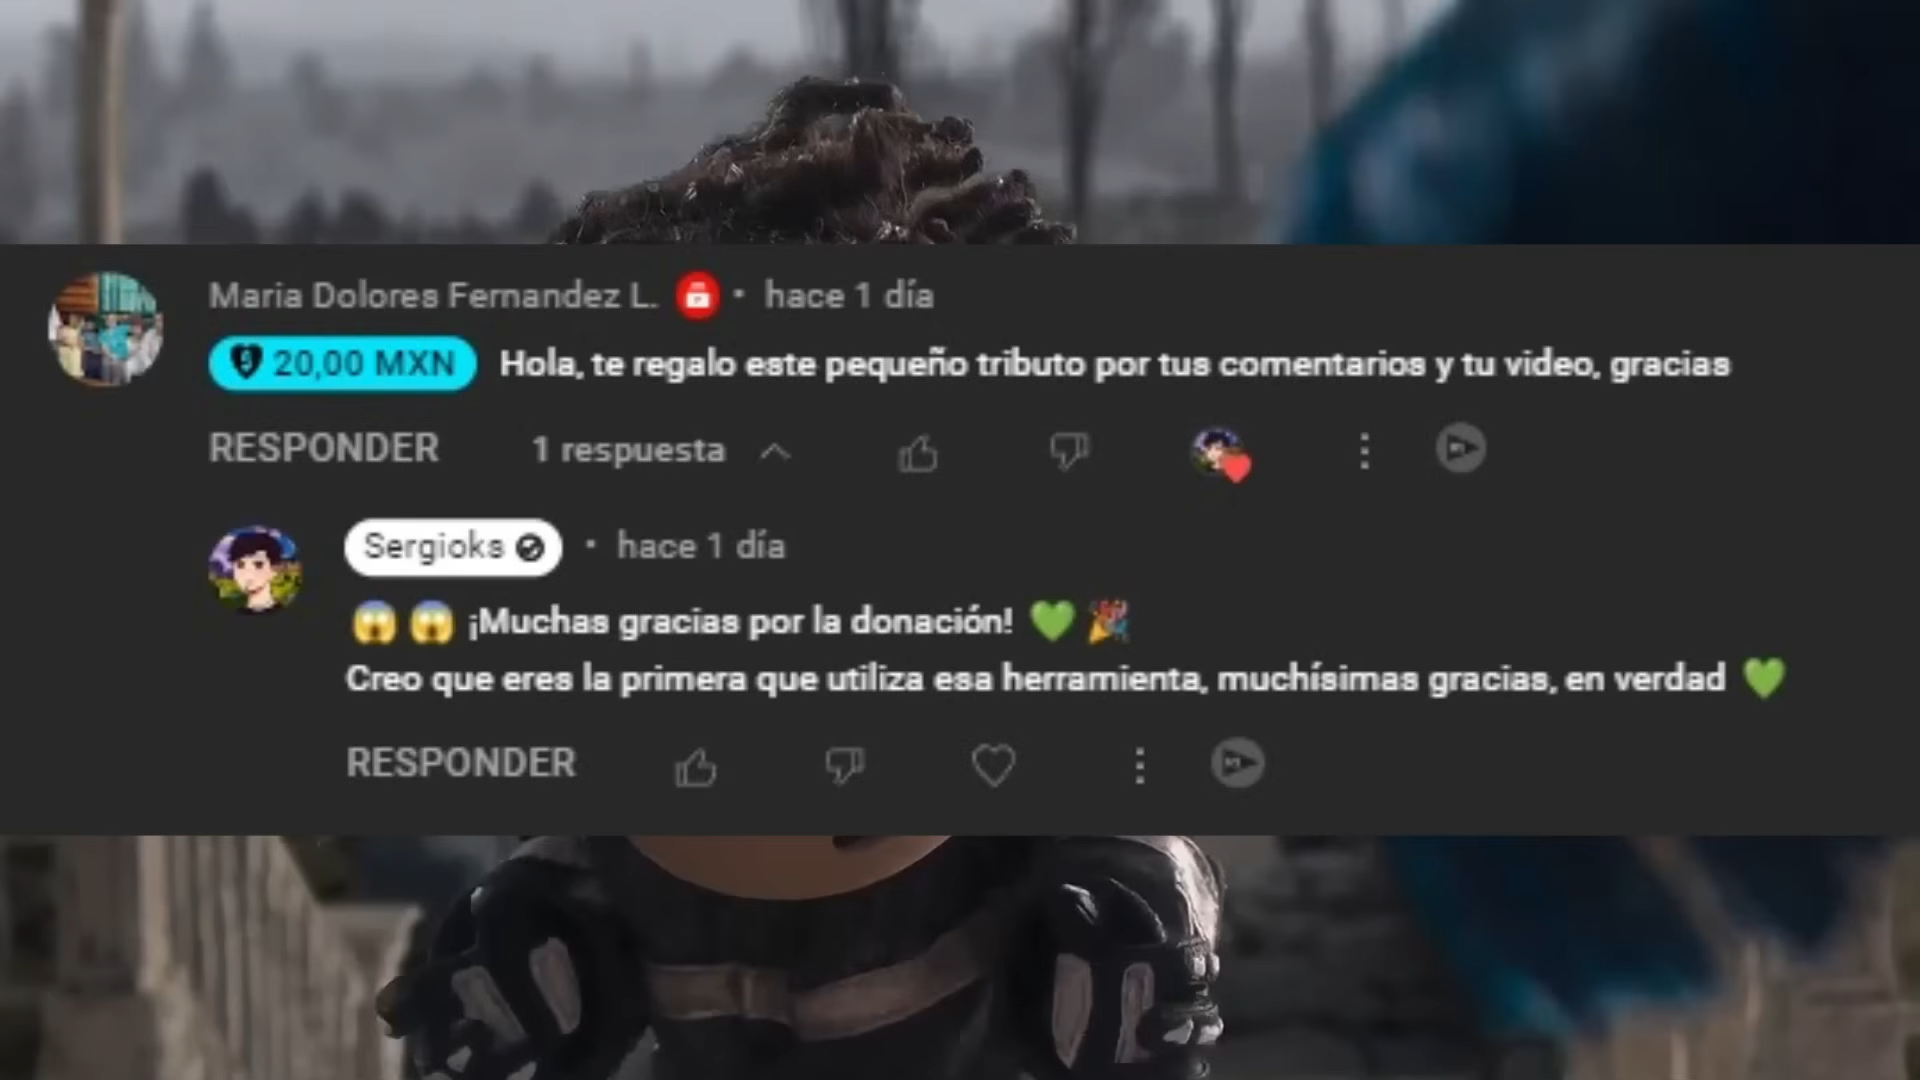 Maria Dolores Fernandez L. • hace 1 día
20,00 MXN Hola, te regalo este pequeño tributo por tus comentarios y tu video, gracias
RESPONDER 1 respuesta
Sergioks • hace 1 día
😱 😱 ¡Muchas gracias por la donación! 💚 🎉
Creo que eres la primera que utiliza esa herramienta, muchísimas gracias, en verdad 💚
RESPONDER